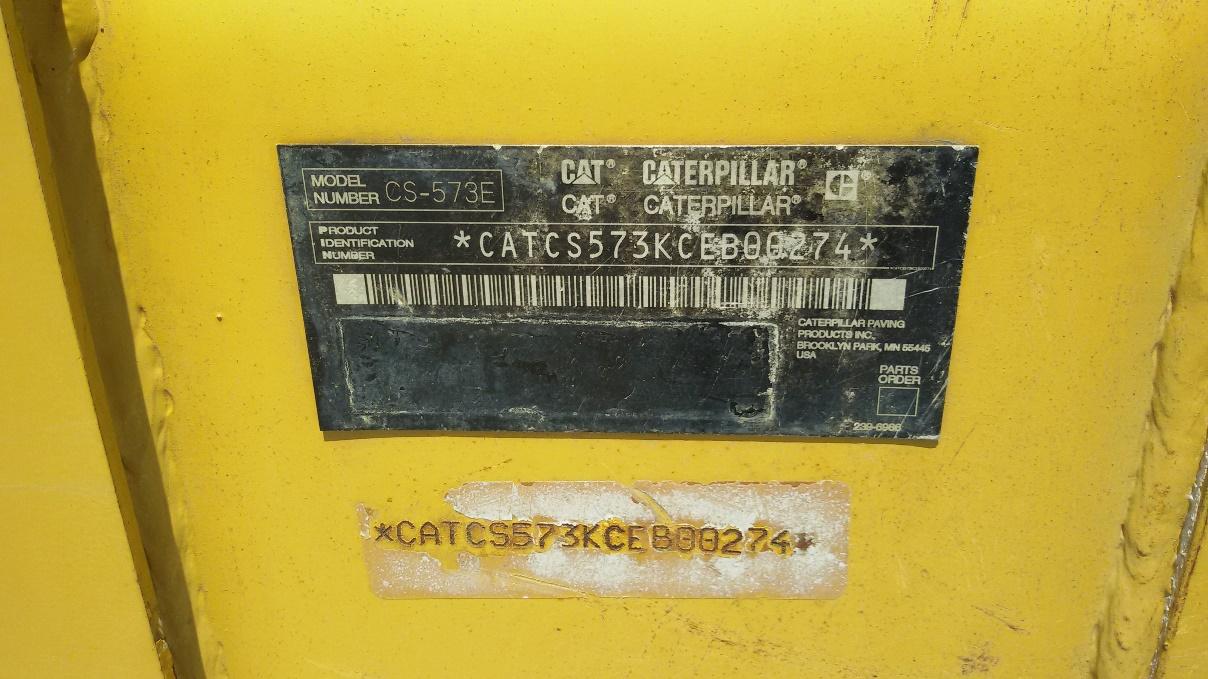 MODEL NUMBER CS-573E
CAT® CATERPILLAR® ®
CAT® CATERPILLAR®
PRODUCT
IDENTIFICATION
NUMBER
*CATCS573KCEB00274*
CATERPILLAR PAVING
PRODUCTS INC.,
BROOKLYN PARK, MN 55445
USA
PARTS
ORDER
239-6986
*CATCS573KCEB00274*